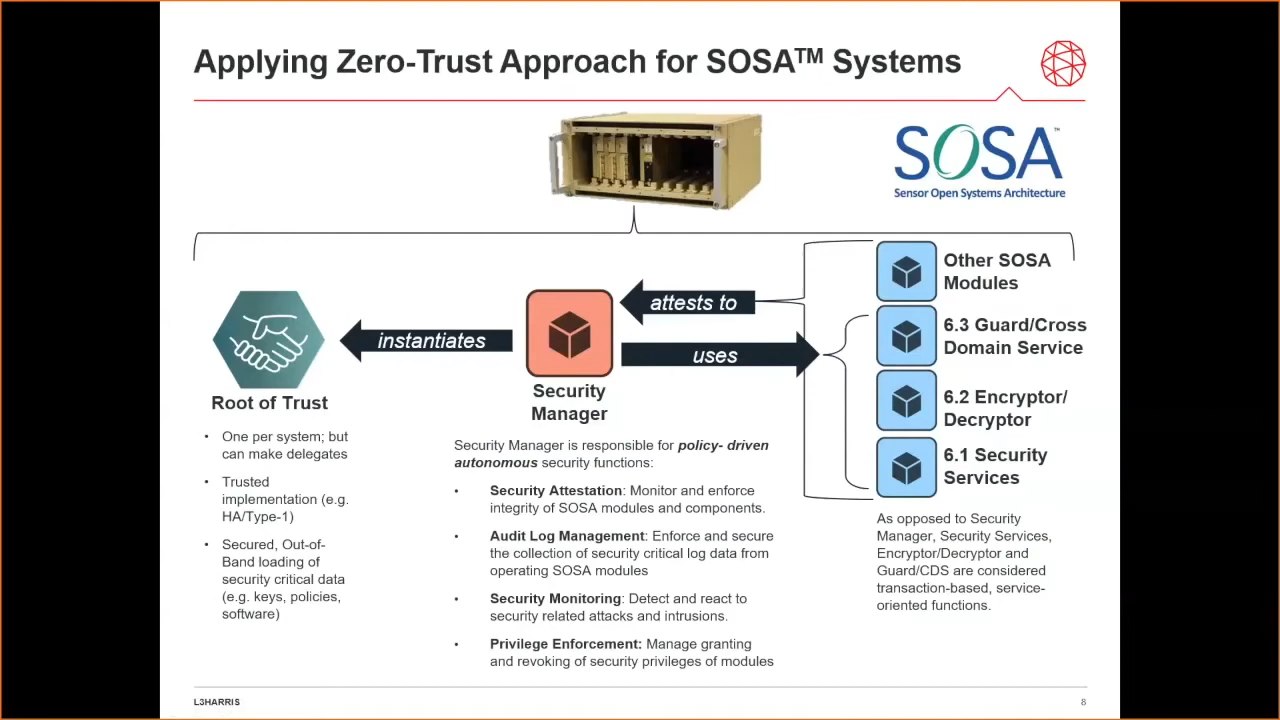 Applying Zero-Trust Approach for SOSA™ Systems
SOSA™
Sensor Open Systems Architecture
instantiates
Root of Trust
• One per system; but
can make delegates
• Trusted
implementation (e.g.
HA/Type-1)
• Secured, Out-of-
Band loading of
security critical data
(e.g. keys, policies,
software)
attests to
uses
Security
Manager
Security Manager is responsible for policy- driven
autonomous security functions:
• Security Attestation: Monitor and enforce
integrity of SOSA modules and components.
• Audit Log Management: Enforce and secure
the collection of security critical log data from
operating SOSA modules
• Security Monitoring: Detect and react to
security related attacks and intrusions.
• Privilege Enforcement: Manage granting
and revoking of security privileges of modules
Other SOSA
Modules
6.3 Guard/Cross
Domain Service
6.2 Encryptor/
Decryptor
6.1 Security
Services
As opposed to Security
Manager, Security Services,
Encryptor/Decryptor and
Guard/CDS are considered
transaction-based, service-
oriented functions.
L3HARRIS
8